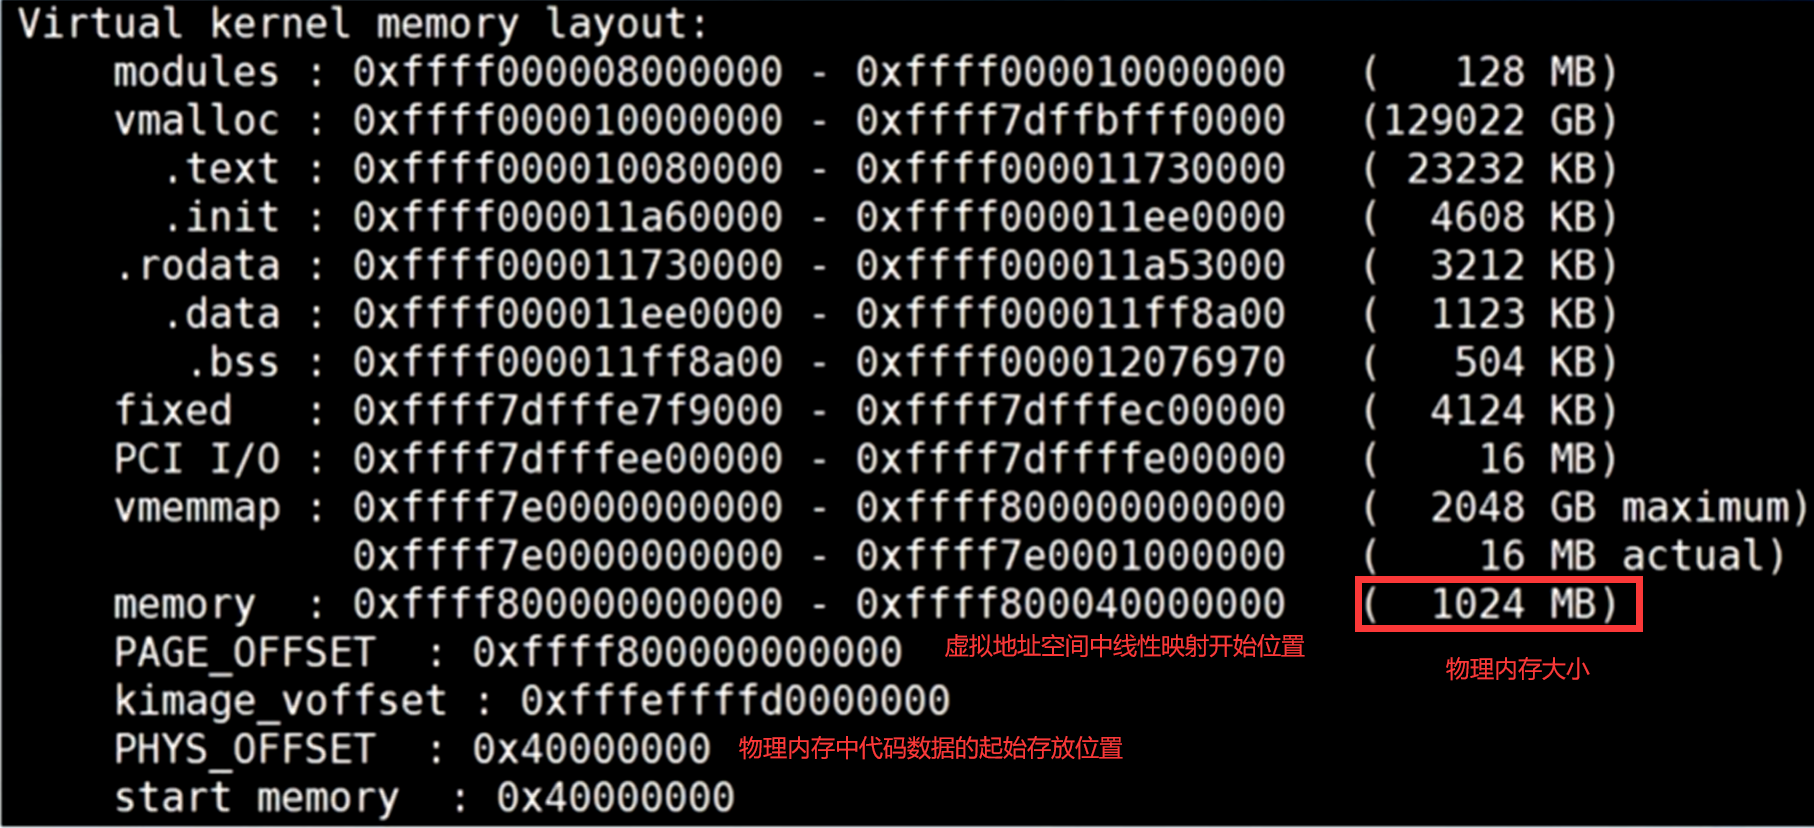 Virtual kernel memory layout:
modules : 0xffff000008000000 - 0xffff000010000000 ( 128 MB)
vmalloc : 0xffff000010000000 - 0xffff7dffbfff0000 (129022 GB)
.text : 0xffff000010080000 - 0xffff000011730000 ( 23232 KB)
.init : 0xffff000011a60000 - 0xffff000011ee0000 ( 4608 KB)
.rodata : 0xffff000011730000 - 0xffff000011a53000 ( 3212 KB)
.data : 0xffff000011ee0000 - 0xffff000011ff8a00 ( 1123 KB)
.bss : 0xffff000011ff8a00 - 0xffff000012076970 ( 504 KB)
fixed : 0xffff7dfffe7f9000 - 0xffff7dfffec00000 ( 4124 KB)
PCI I/O : 0xffff7dfffee00000 - 0xffff7dffffe00000 ( 16 MB)
vmemmap : 0xffff7e0000000000 - 0xffff800000000000 ( 2048 GB maximum)
0xffff7e0000000000 - 0xffff7e0001000000 ( 16 MB actual)
memory : 0xffff800000000000 - 0xffff800040000000 ( 1024 MB)
PAGE_OFFSET : 0xffff800000000000 虚拟地址空间中线性映射开始位置
物理内存大小
kimage_voffset : 0xfffeffffd0000000
PHYS_OFFSET : 0x40000000 物理内存中代码数据的起始存放位置
start memory : 0x40000000